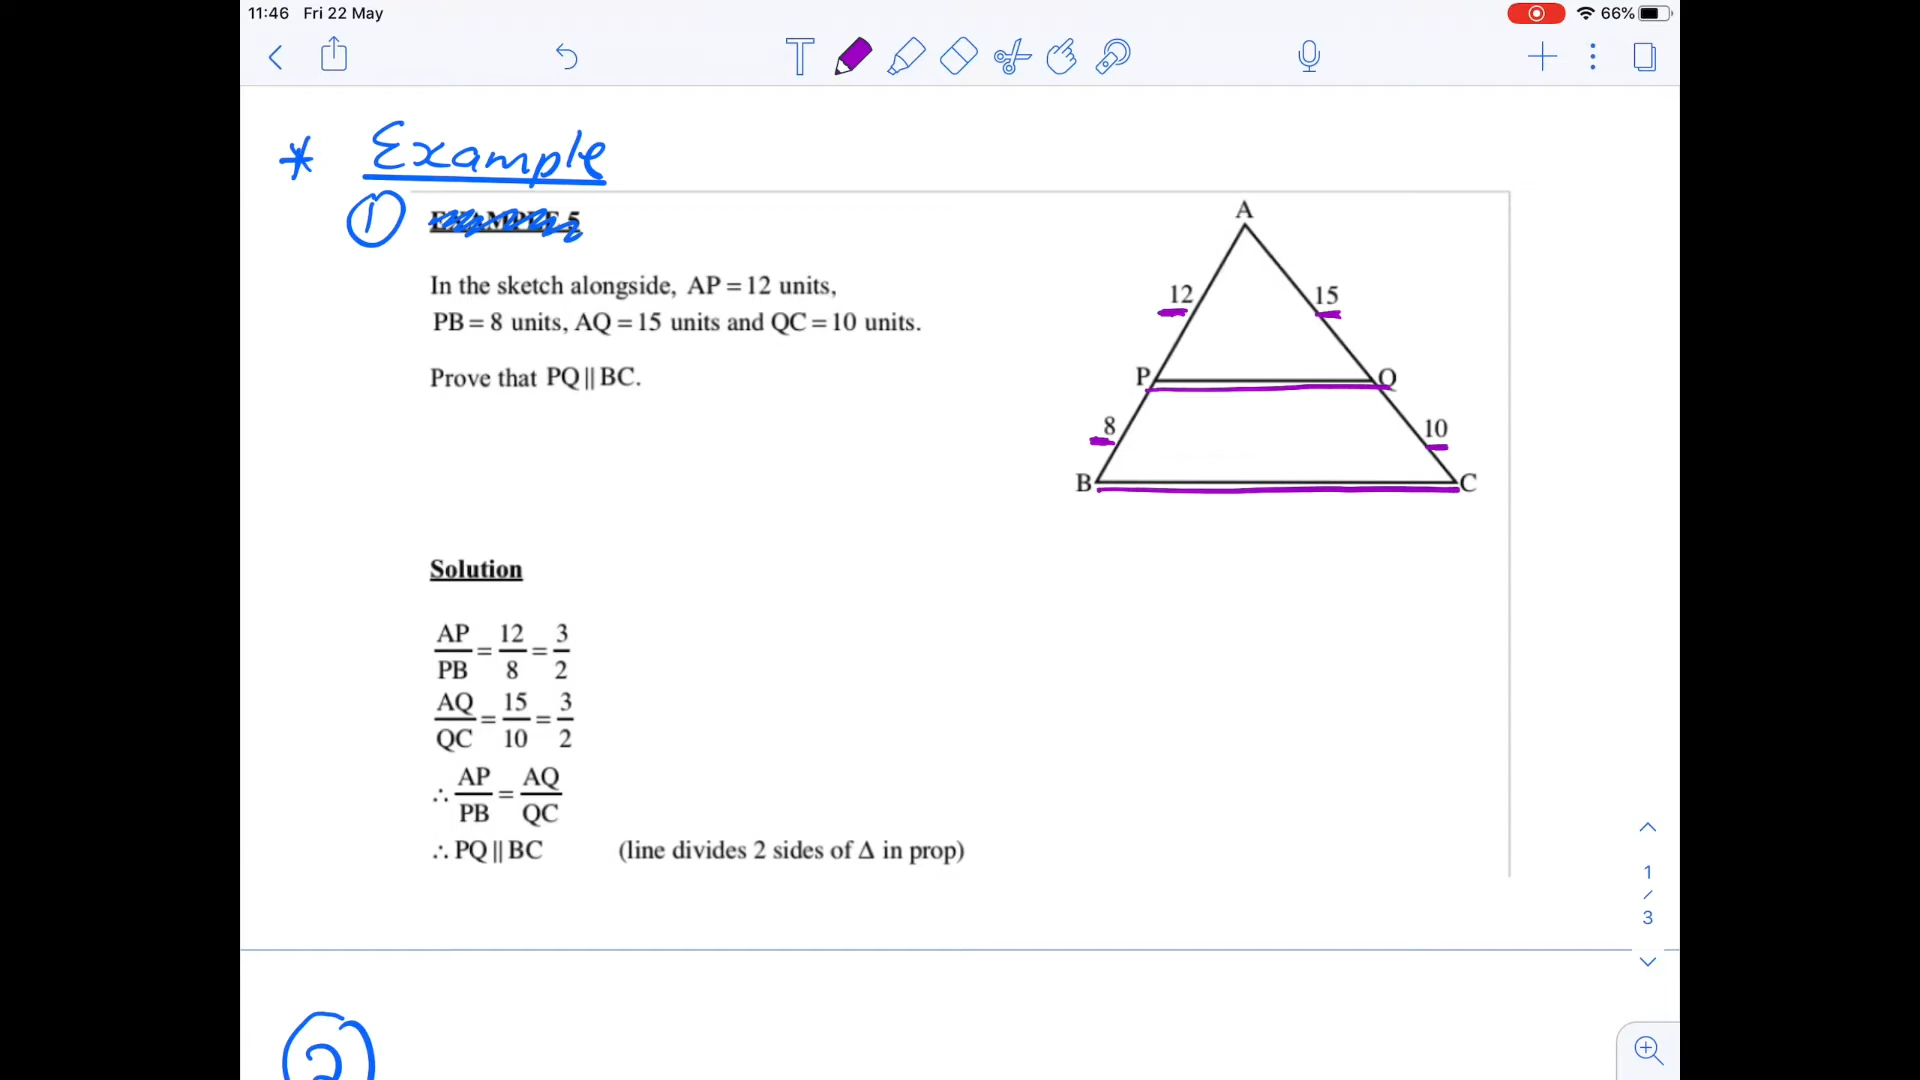 11:46 Fri 22 May
66%
T
* Example
①
In the sketch alongside, AP = 12 units,
PB = 8 units, AQ = 15 units and QC = 10 units.
Prove that PQ || BC.
A
12
15
P
Q
8
10
B
C
Solution
AP/PB = 12/8 = 3/2
AQ/QC = 15/10 = 3/2
∴ AP/PB = AQ/QC
∴ PQ || BC (line divides 2 sides of Δ in prop)
1
/
3
②